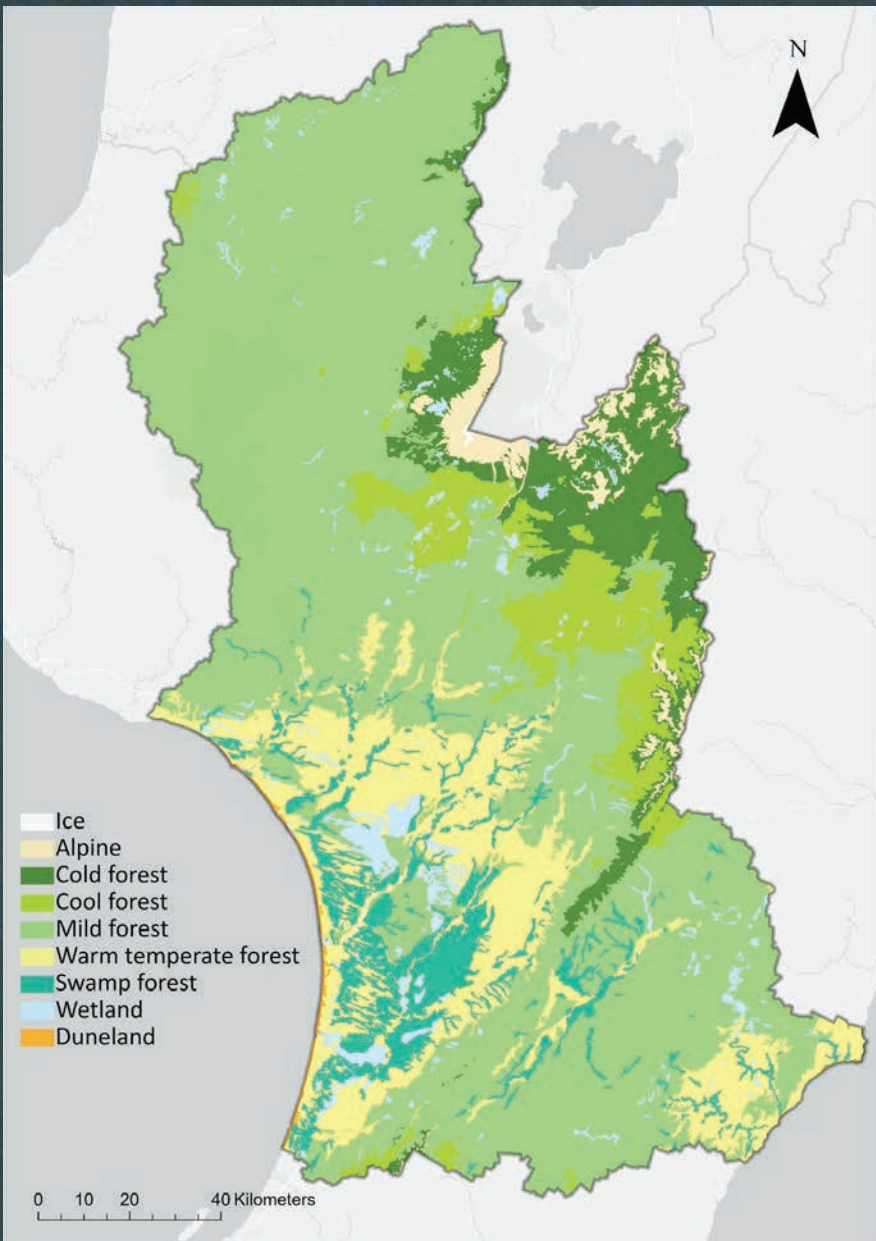 N
Ice
Alpine
Cold forest
Cool forest
Mild forest
Warm temperate forest
Swamp forest
Wetland
Duneland
0 10 20 40 Kilometers